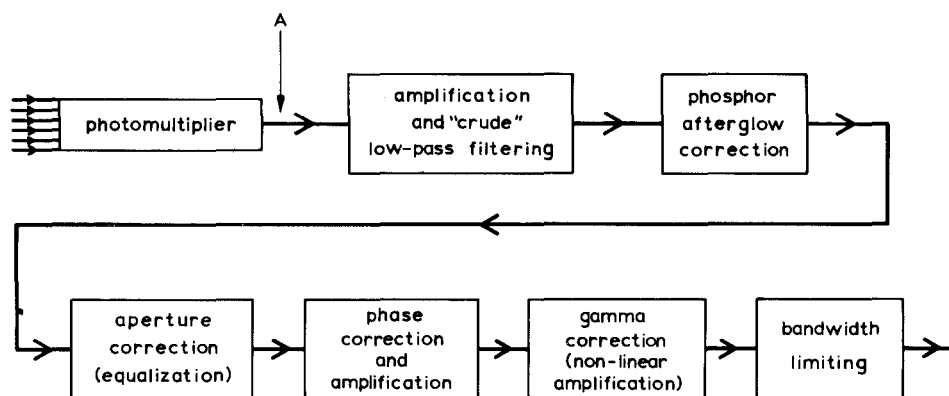 A
photomultiplier
amplification
and "crude"
low-pass filtering
phosphor
afterglow
correction
aperture
correction
(equalization)
phase
correction
and
amplification
gamma
correction
(non-linear
amplification)
bandwidth
limiting